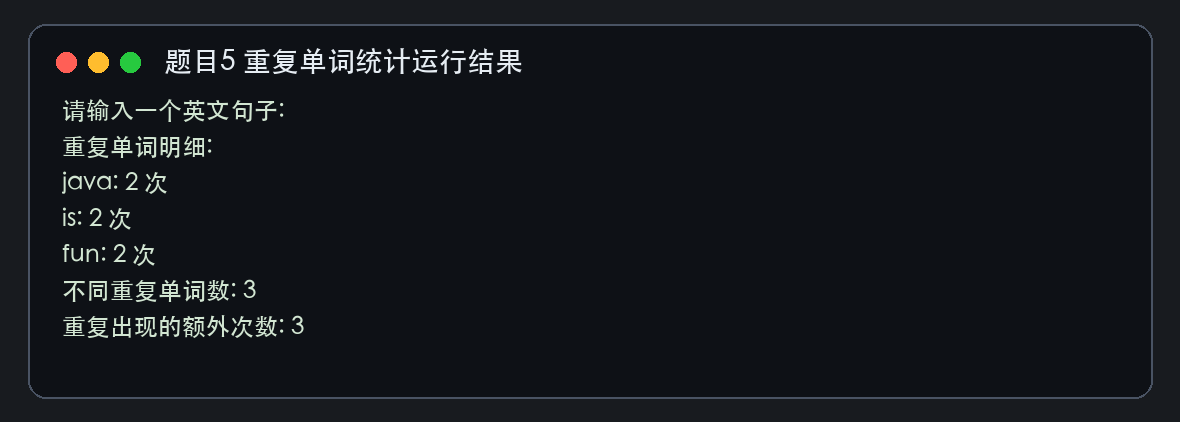 题目5 重复单词统计运行结果
请输入一个英文句子:
重复单词明细:
java: 2 次
is: 2 次
fun: 2 次
不同重复单词数: 3
重复出现的额外次数: 3